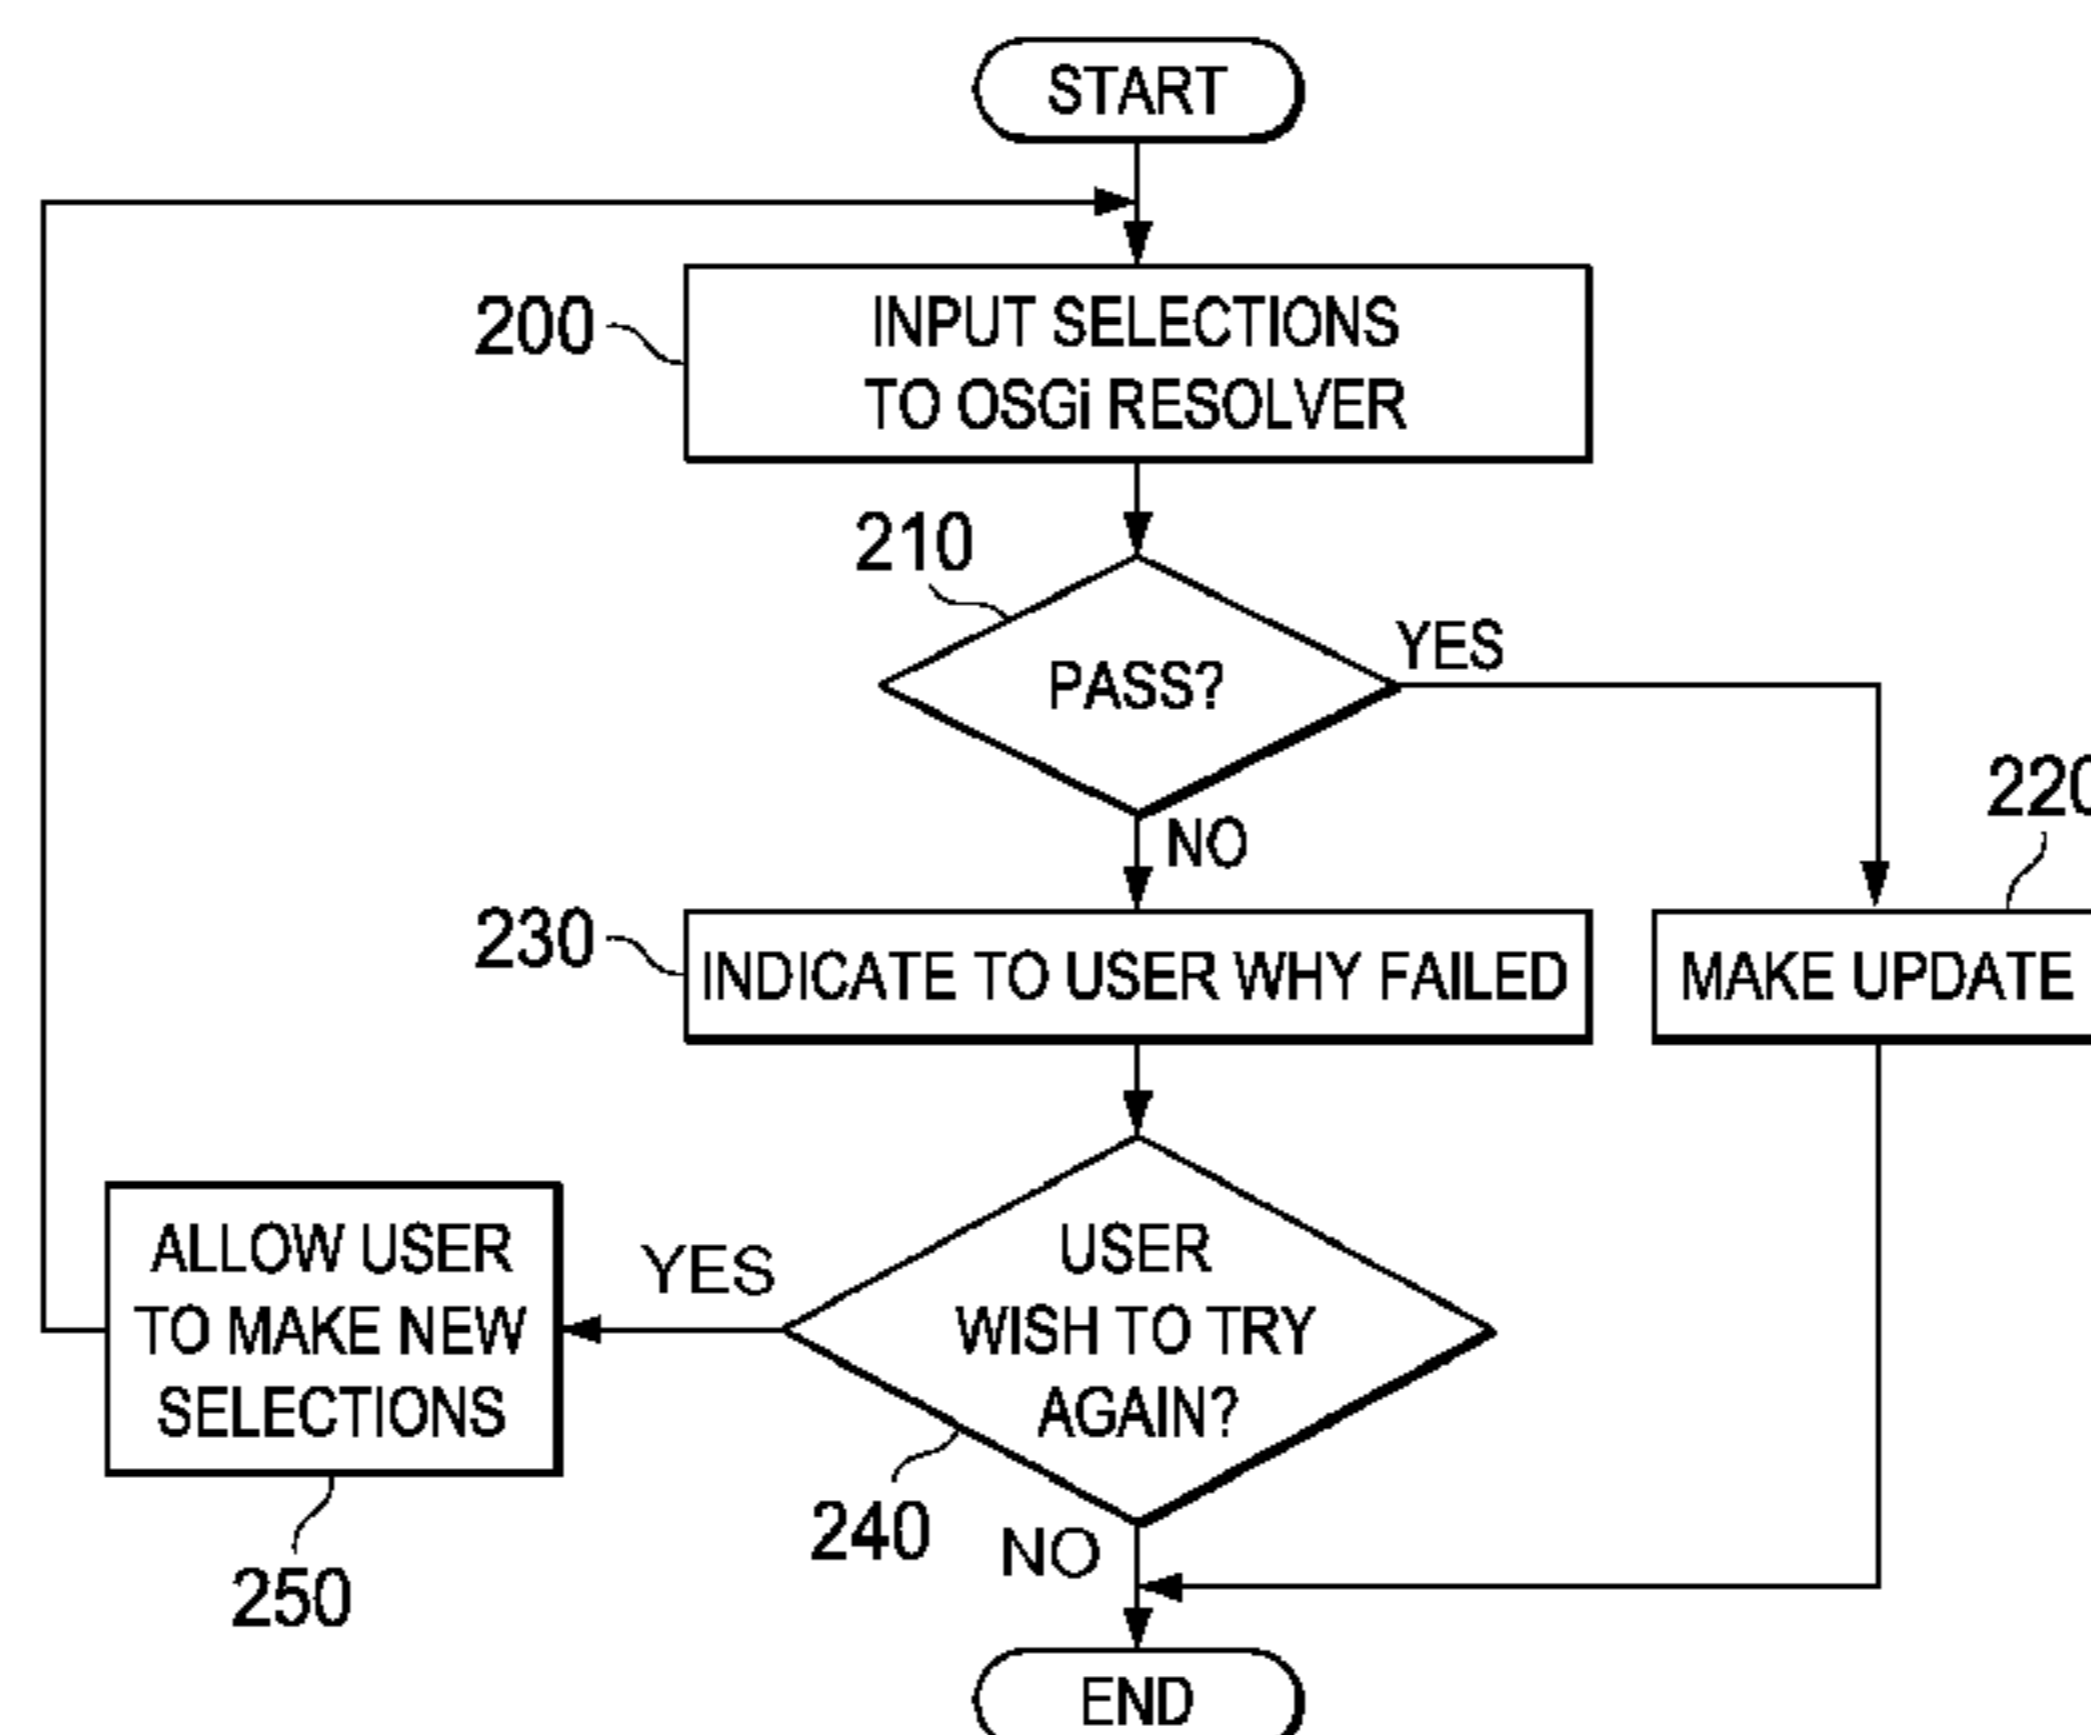 START
200
INPUT SELECTIONS
TO OSGi RESOLVER
210
PASS?
YES
NO
220
230
INDICATE TO USER WHY FAILED
MAKE UPDATE
ALLOW USER
TO MAKE NEW
SELECTIONS
250
YES
USER
WISH TO TRY
AGAIN?
240
NO
END